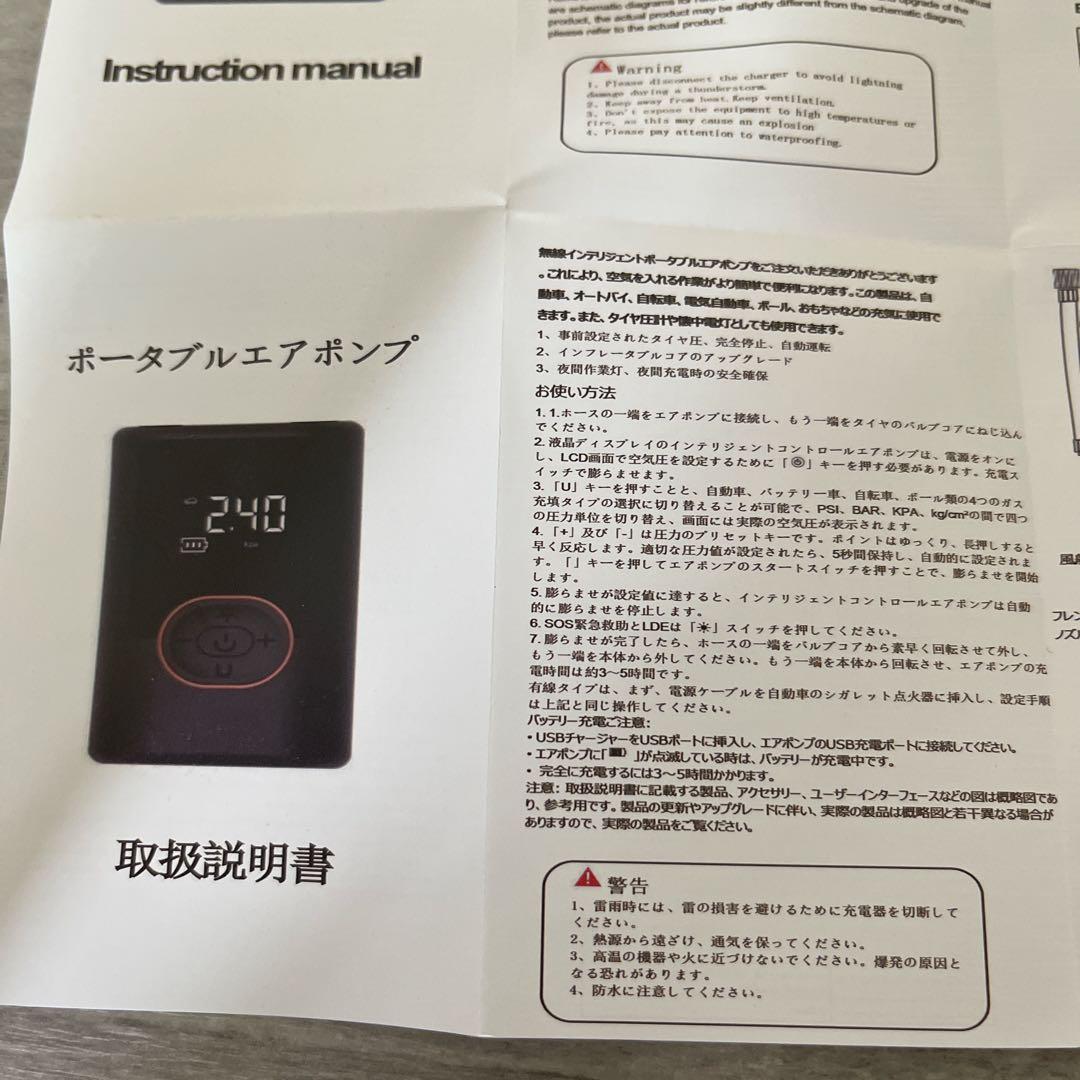 Instruction manual
are schematic diagrams for
upgrade of the
product, the actual product may be slightly different from the schematic diagram,
please refer to the actual product.
Warning
1. Please disconnect the charger to avoid lightning
damage during a thunderstorm.
2. Keep away from heat. Keep ventilation.
3. Don't expose the equipment to high temperatures or
fire, as this may cause an explosion
4. Please pay attention to waterproofing.
ポータブルエアポンプ
2.40
kpa
U
取扱説明書
無線インテリジェントポータブルエアポンプをご注文いただきありがとうございます
。これにより、空気を入れる作業がより簡単で便利になります。この製品は、自
動車、オートバイ、自転車、電気自動車、ボール、おもちゃなどの充気に使用で
きます。また、タイヤ圧計や懐中電灯としても使用できます。
1、事前設定されたタイヤ圧、完全停止、自動運転
2、インフレータブルコアのアップグレード
3、夜間作業灯、夜間充電時の安全確保
お使い方法
1. 1.ホースの一端をエアポンプに接続し、もう一端をタイヤのバルブコアにねじ込ん
でください。
2. 液晶ディスプレイのインテリジェントコントロールエアポンプは、電源をオンに
し、LCD画面で空気圧を設定するために「」キーを押す必要があります。充電ス
イッチで膨らませます。
3. 「U」キーを押すことと、自動車、バッテリー車、自転車、ボール類の4つのガス
充填タイプの選択に切り替えることが可能で、PSI、BAR、KPA、kg/cm²の間で四つ
の圧力単位を切り替え、画面には実際の空気圧が表示されます。
4. 「+」及び「-」は圧力のプリセットキーです。ポイントはゆっくり、長押しすると
早く反応します。適切な圧力値が設定されたら、5秒間保持し、自動的に設定されま
す。「」キーを押してエアポンプのスタートスイッチを押すことで、膨らませを開始
します。
5. 膨らませが設定値に達すると、インテリジェントコントロールエアポンプは自動
的に膨らませを停止します。
6. SOS緊急救助とLDEは「☀」スイッチを押してください。
7. 膨らませが完了したら、ホースの一端をバルブコアから素早く回転させて外し、
もう一端を本体から外してください。もう一端を本体から回転させ、エアポンプの充
電時間は約3〜5時間です。
有線タイプは、まず、電源ケーブルを自動車のシガレット点火器に挿入し、設定手順
は上記と同じ操作してください。
バッテリー充電ご注意:
・USBチャージャーをUSBポートに挿入し、エアポンプのUSB充電ポートに接続してください。
・エアポンプに「」が点滅している時は、バッテリーが充電中です。
・ 完全に充電するには3〜5時間かかります。
注意: 取扱説明書に記載する製品、アクセサリー、ユーザーインターフェースなどの図は概略図であ
り、参考用です。製品の更新やアップグレードに伴い、実際の製品は概略図と若干異なる場合が
ありますので、実際の製品をご覧ください。
警告
1、雷雨時には、雷の損害を避けるために充電器を切断して
ください。
2、熱源から遠ざけ、通気を保ってください。
3、高温の機器や火に近づけないでください。爆発の原因と
なる恐れがあります。
4、防水に注意してください。
フレン
ノズル